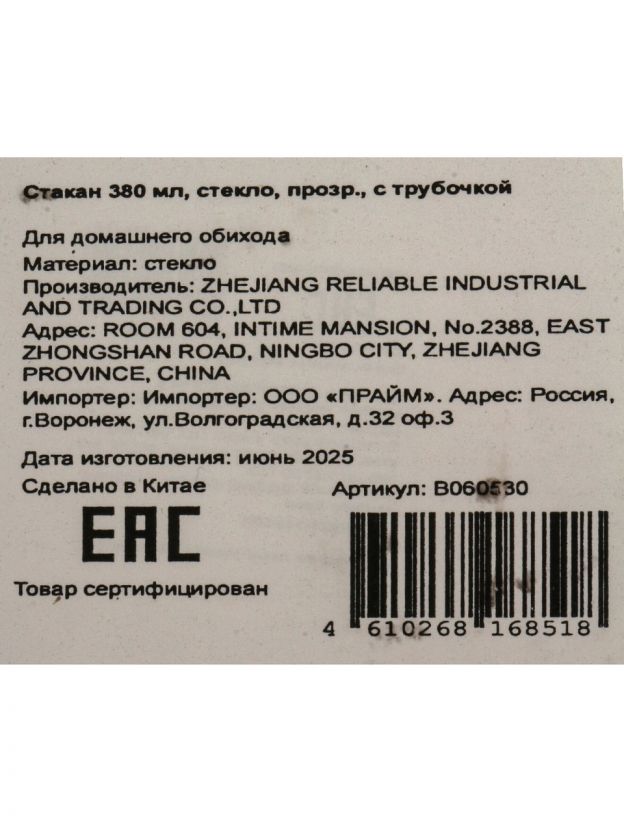 Стакан 380 мл, стекло, прозр., с трубочкой
Для домашнего обихода
Материал: стекло
Производитель: ZHEJIANG RELIABLE INDUSTRIAL
AND TRADING CO.,LTD
Адрес: ROOM 604, INTIME MANSION, No.2388, EAST
ZHONGSHAN ROAD, NINGBO CITY, ZHEJIANG
PROVINCE, CHINA
Импортер: Импортер: ООО «ПРАЙМ». Адрес: Россия,
г.Воронеж, ул.Волгоградская, д.32 оф.3
Дата изготовления: июнь 2025
Сделано в Китае
Артикул: B060530
EAC
Товар сертифицирован
4 610268 168518